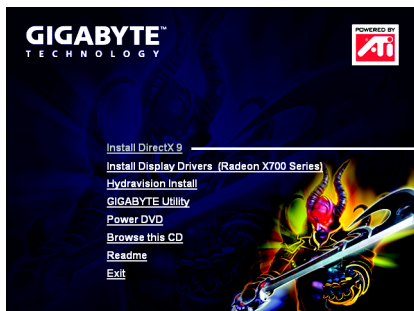 GIGABYTE™
TECHNOLOGY
POWERED BY
ATi
Install DirectX 9
Install Display Drivers (Radeon X700 Series)
Hydravision Install
GIGABYTE Utility
Power DVD
Browse this CD
Readme
Exit